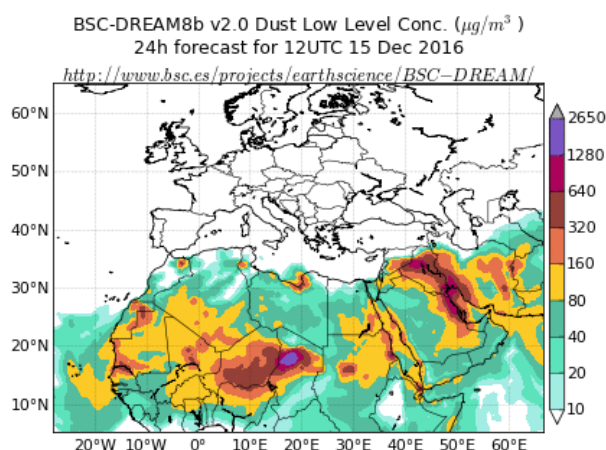 BSC-DREAM8b v2.0 Dust Low Level Conc. (μg/m³ )
24h forecast for 12UTC 15 Dec 2016
http://www.bsc.es/projects/earthscience/BSC−DREAM/
60°N
50°N
40°N
30°N
20°N
10°N
20°W 10°W 0° 10°E 20°E 30°E 40°E 50°E 60°E
2650
1280
640
320
160
80
40
20
10